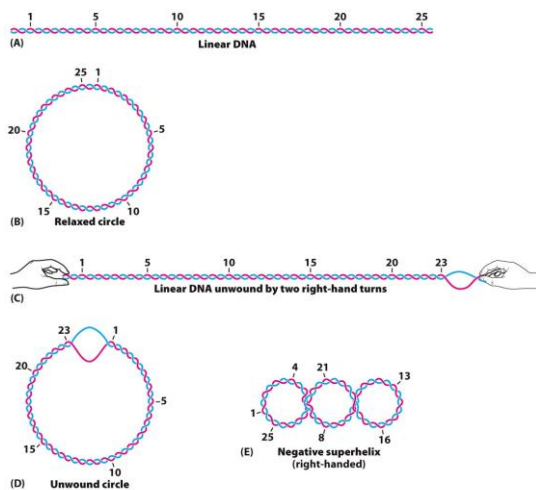 1 5 10 15 20 25
(A) Linear DNA
25 1
20 5
15 10
(B) Relaxed circle
1 5 10 15 20 23
(C) Linear DNA unwound by two right-hand turns
23 1
20
5
15
10
(D) Unwound circle
4 21 13
1
25 8 16
(E) Negative superhelix
(right-handed)